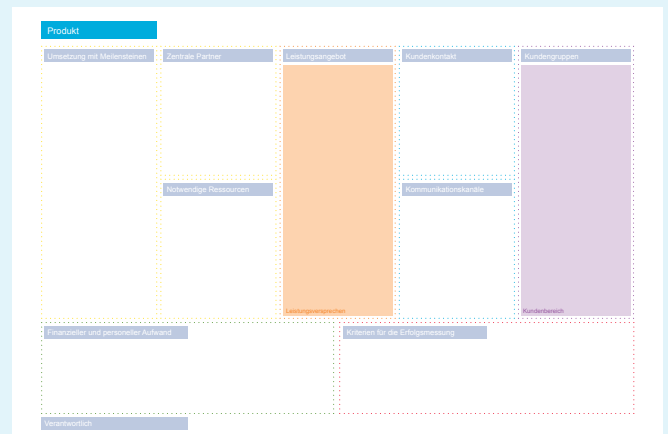 Produkt
Umsetzung mit Meilensteinen
Zentrale Partner
Leistungsangebot
Kundenkontakt
Kundengruppen
Notwendige Ressourcen
Kommunikationskanäle
Leistungsversprechen
Kundenbereich
Finanzieller und personeller Aufwand
Kriterien für die Erfolgsmessung
Verantwortlich